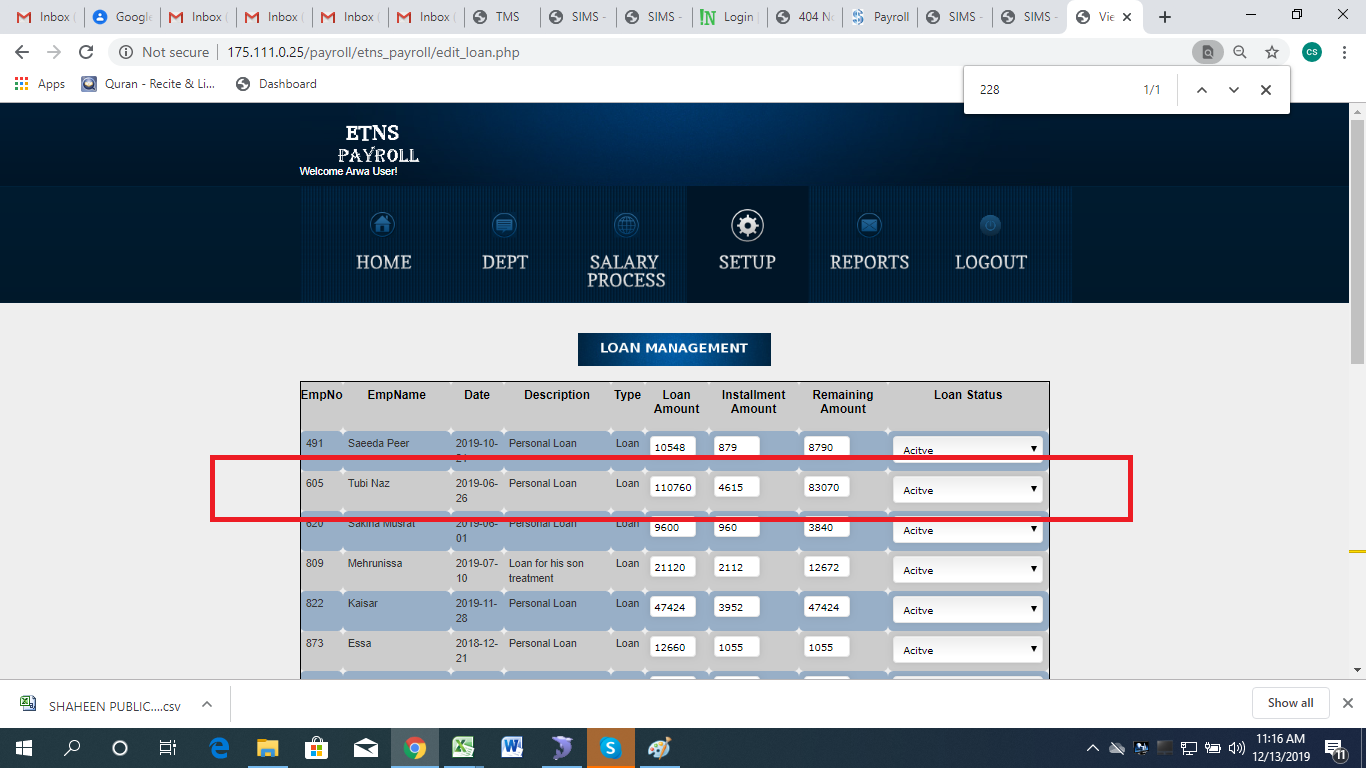 Inbox ( Google Inbox ( Inbox ( Inbox ( Inbox ( TMS SIMS - SIMS - Login 404 No Payroll SIMS - SIMS - Vie
Not secure 175.111.0.25/payroll/etns_payroll/edit_loan.php CS
Apps Quran - Recite & Li... Dashboard
228 1/1
ETNS
PAYROLL
Welcome Arwa User!
HOME DEPT SALARY PROCESS SETUP REPORTS LOGOUT
LOAN MANAGEMENT
EmpNo EmpName Date Description Type Loan Amount Installment Amount Remaining Amount Loan Status
491 Saeeda Peer 2019-10-21 Personal Loan Loan 10548 879 8790 Acitve
605 Tubi Naz 2019-06-26 Personal Loan Loan 110760 4615 83070 Acitve
620 Sakina Musrat 2019-06-01 Personal Loan Loan 9600 960 3840 Acitve
809 Mehrunissa 2019-07-10 Loan for his son treatment Loan 21120 2112 12672 Acitve
822 Kaisar 2019-11-28 Personal Loan Loan 47424 3952 47424 Acitve
873 Essa 2018-12-21 Personal Loan Loan 12660 1055 1055 Acitve
SHAHEEN PUBLIC....csv Show all
11:16 AM
12/13/2019
11